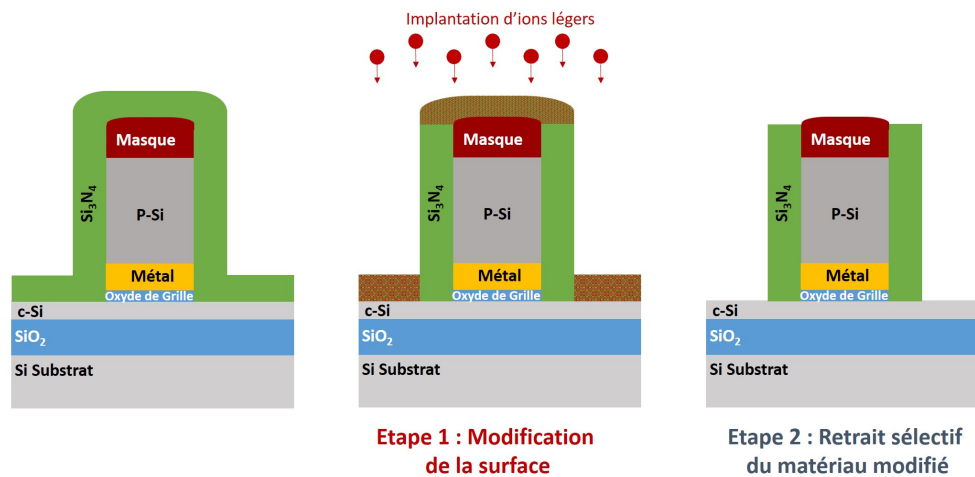 Implantation d'ions légers
Masque
Si₃N₄
P-Si
Métal
Oxyde de Grille
c-Si
SiO₂
Si Substrat
Masque
Si₃N₄
P-Si
Métal
Oxyde de Grille
c-Si
SiO₂
Si Substrat
Masque
Si₃N₄
P-Si
Métal
Oxyde de Grille
c-Si
SiO₂
Si Substrat
Etape 1 : Modification
de la surface
Etape 2 : Retrait sélectif
du matériau modifié